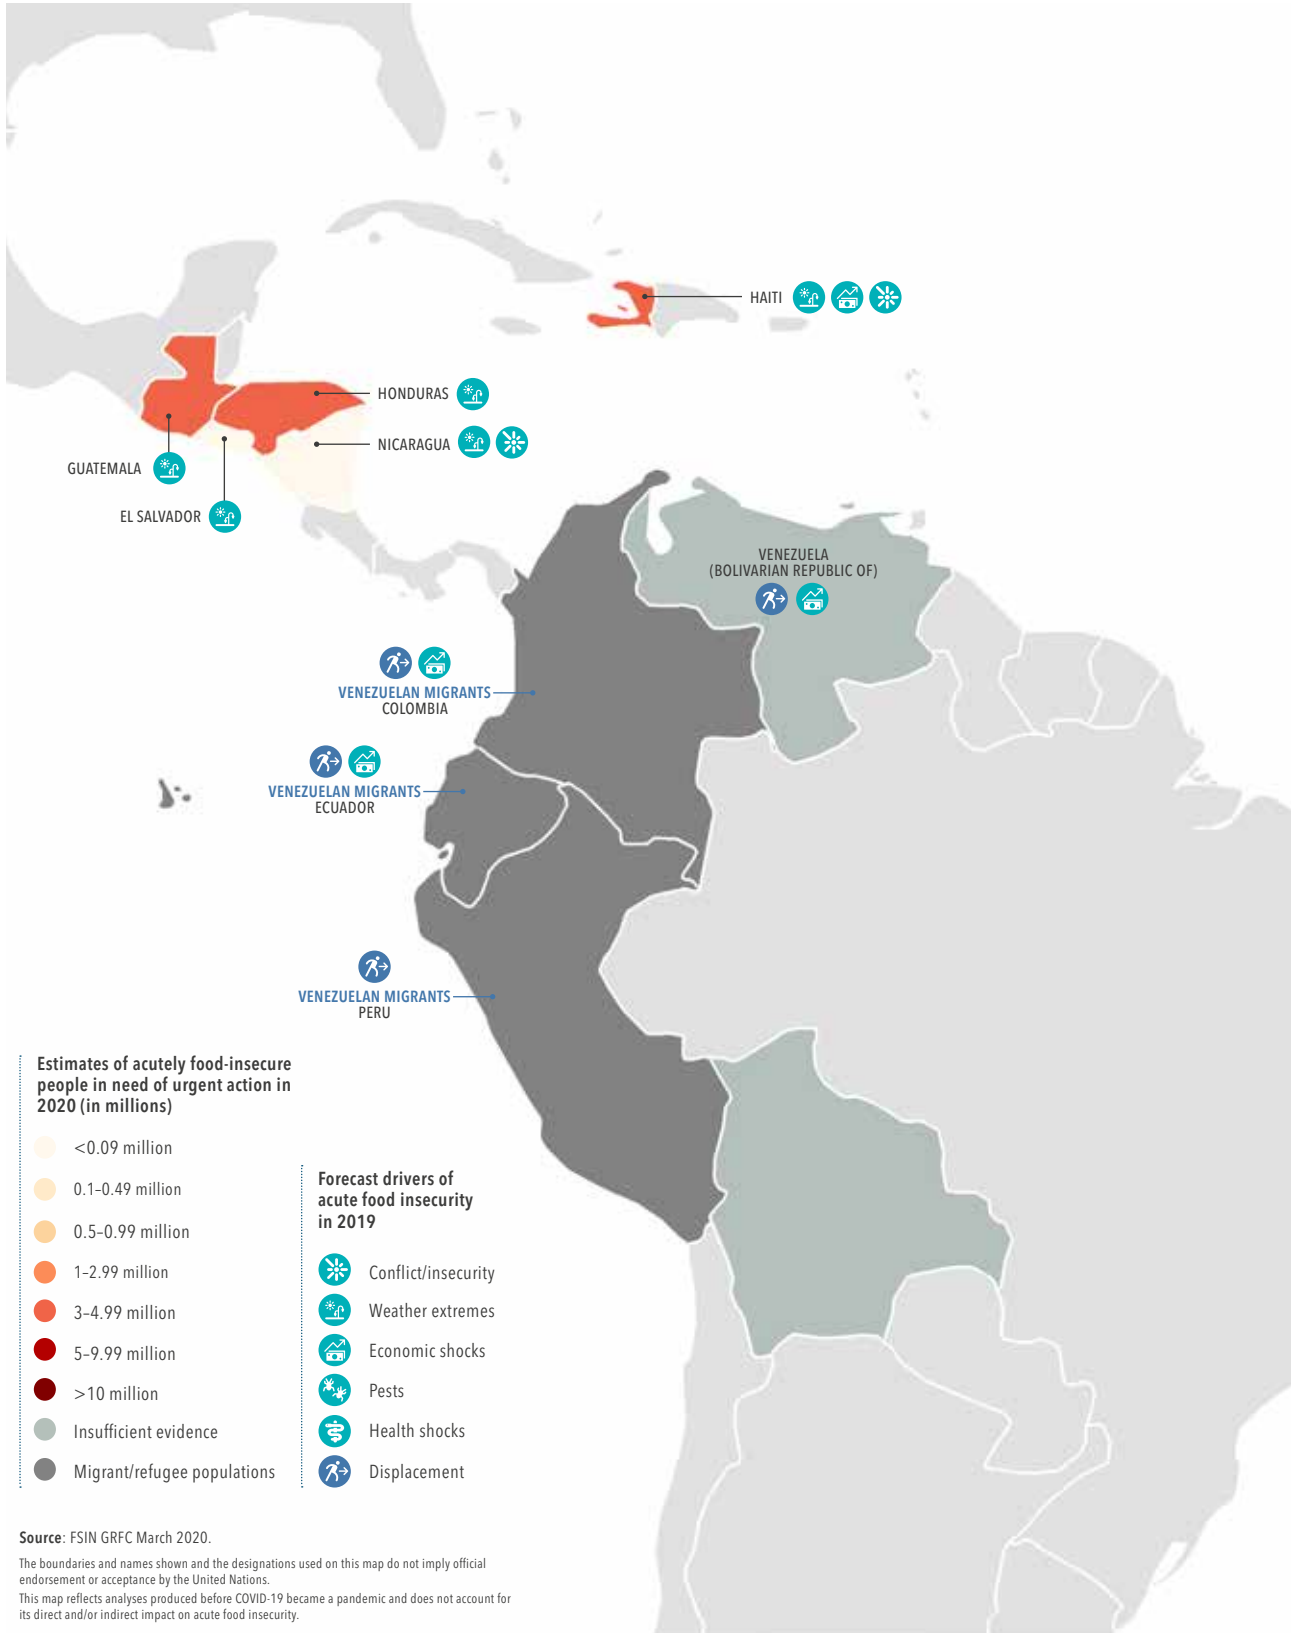 HAITI
HONDURAS
NICARAGUA
GUATEMALA
EL SALVADOR
VENEZUELA
(BOLIVARIAN REPUBLIC OF)
VENEZUELAN MIGRANTS
COLOMBIA
VENEZUELAN MIGRANTS
ECUADOR
VENEZUELAN MIGRANTS
PERU
Estimates of acutely food-insecure
people in need of urgent action in
2020 (in millions)
<0.09 million
0.1–0.49 million
0.5–0.99 million
1–2.99 million
3–4.99 million
5–9.99 million
>10 million
Insufficient evidence
Migrant/refugee populations
Forecast drivers of
acute food insecurity
in 2019
Conflict/insecurity
Weather extremes
Economic shocks
Pests
Health shocks
Displacement
Source: FSIN GRFC March 2020.
The boundaries and names shown and the designations used on this map do not imply official
endorsement or acceptance by the United Nations.
This map reflects analyses produced before COVID-19 became a pandemic and does not account for
its direct and/or indirect impact on acute food insecurity.